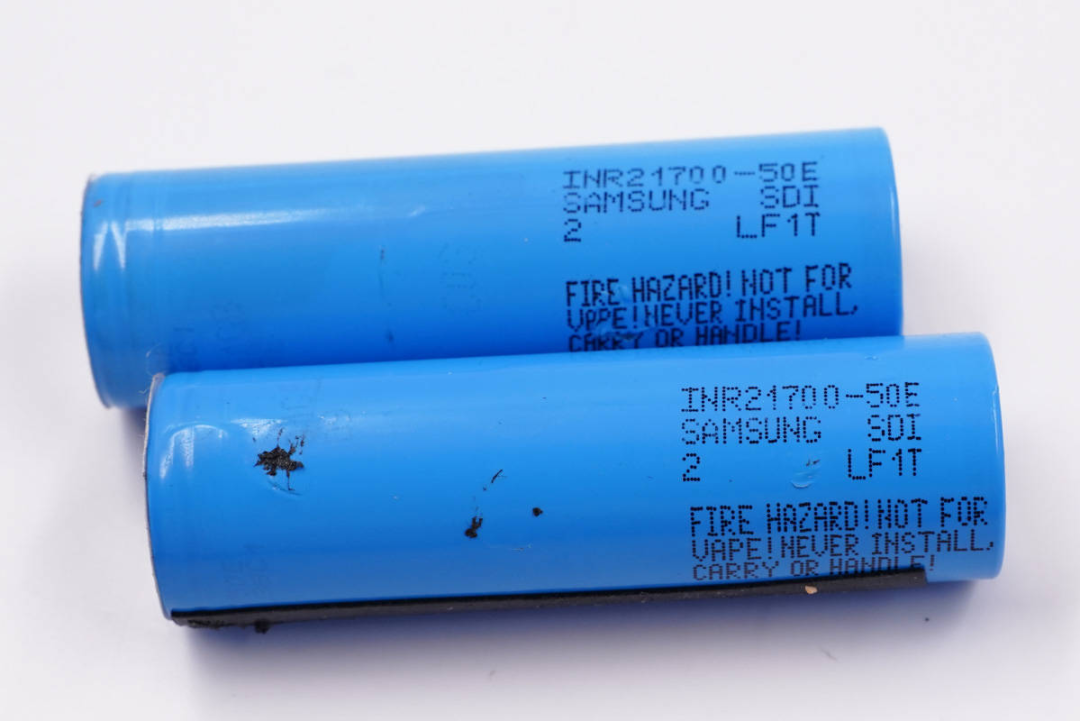 INR21700-50E
SAMSUNG SDI
2 LF1T
FIRE HAZARD! NOT FOR
VAPE! NEVER INSTALL,
CARRY OR HANDLE!
INR21700-50E
SAMSUNG SDI
2 LF1T
FIRE HAZARD! NOT FOR
VAPE! NEVER INSTALL,
CARRY OR HANDLE!